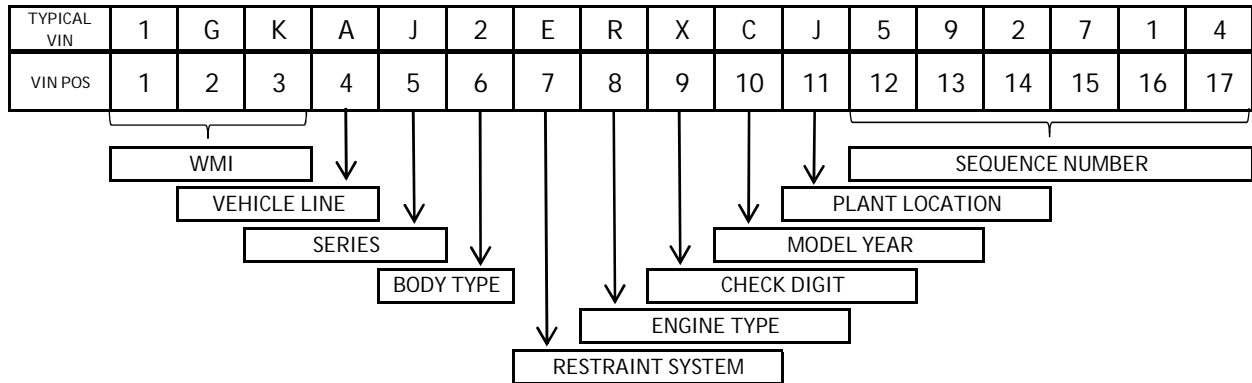 TYPICAL VIN 1 G K A J 2 E R X C J 5 9 2 7 1 4
VIN POS 1 2 3 4 5 6 7 8 9 10 11 12 13 14 15 16 17
WMI SEQUENCE NUMBER
VEHICLE LINE PLANT LOCATION
SERIES MODEL YEAR
BODY TYPE CHECK DIGIT
ENGINE TYPE
RESTRAINT SYSTEM